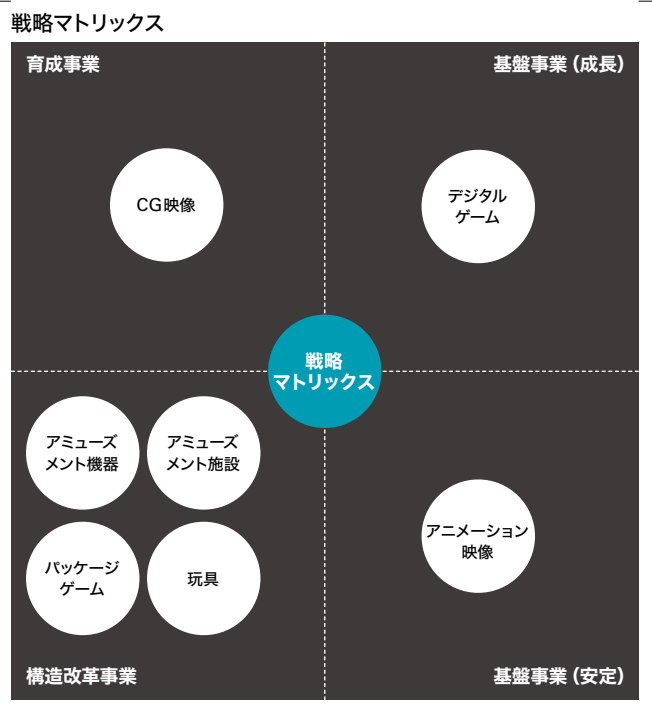 戦略マトリックス
育成事業
基盤事業（成長）
CG映像
デジタル
ゲーム
戦略
マトリックス
アミューズ
メント機器
アミューズ
メント施設
アニメーション
映像
パッケージ
ゲーム
玩具
構造改革事業
基盤事業（安定）